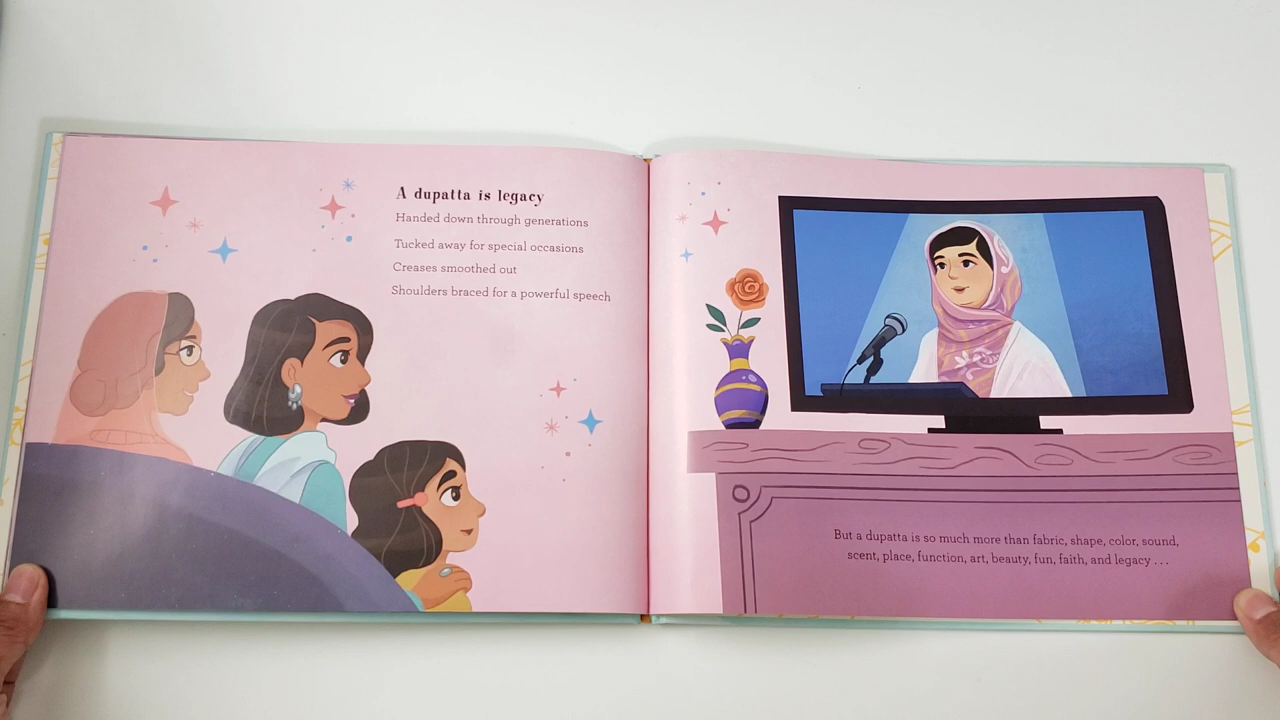 A dupatta is legacy
Handed down through generations
Tucked away for special occasions
Creases smoothed out
Shoulders braced for a powerful speech
But a dupatta is so much more than fabric, shape, color, sound,
scent, place, function, art, beauty, fun, faith, and legacy . . .